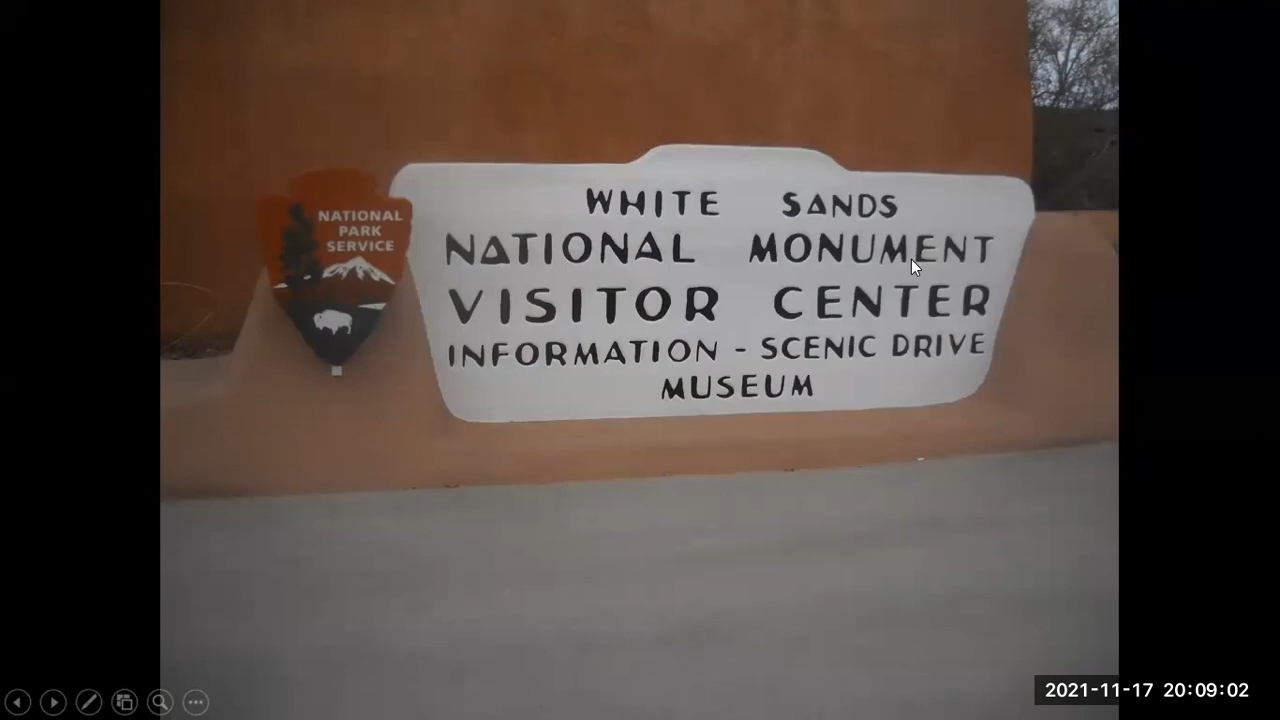 NATIONAL
PARK
SERVICE
WHITE SANDS
NATIONAL MONUMENT
VISITOR CENTER
INFORMATION - SCENIC DRIVE
MUSEUM
2021-11-17 20:09:02